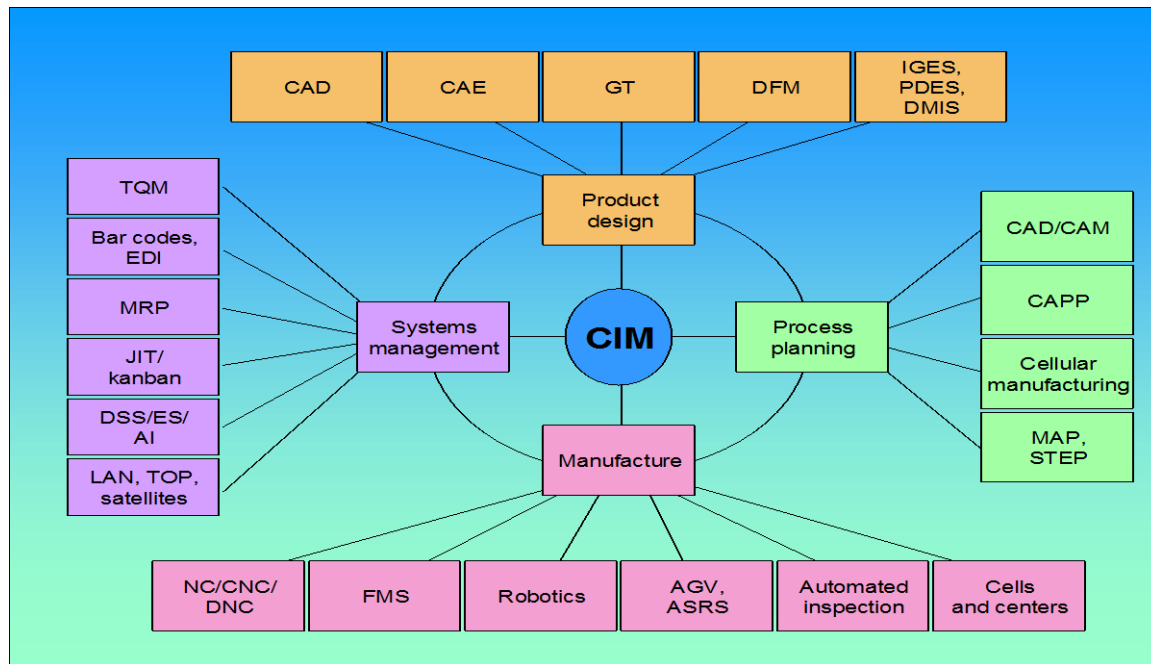 CAD
CAE
GT
DFM
IGES,
PDES,
DMIS
Product
design
TQM
Bar codes,
EDI
MRP
JIT/
kanban
DSS/ES/
AI
LAN, TOP,
satellites
Systems
management
CIM
Process
planning
CAD/CAM
CAPP
Cellular
manufacturing
MAP,
STEP
Manufacture
NC/CNC/
DNC
FMS
Robotics
AGV,
ASRS
Automated
inspection
Cells
and centers